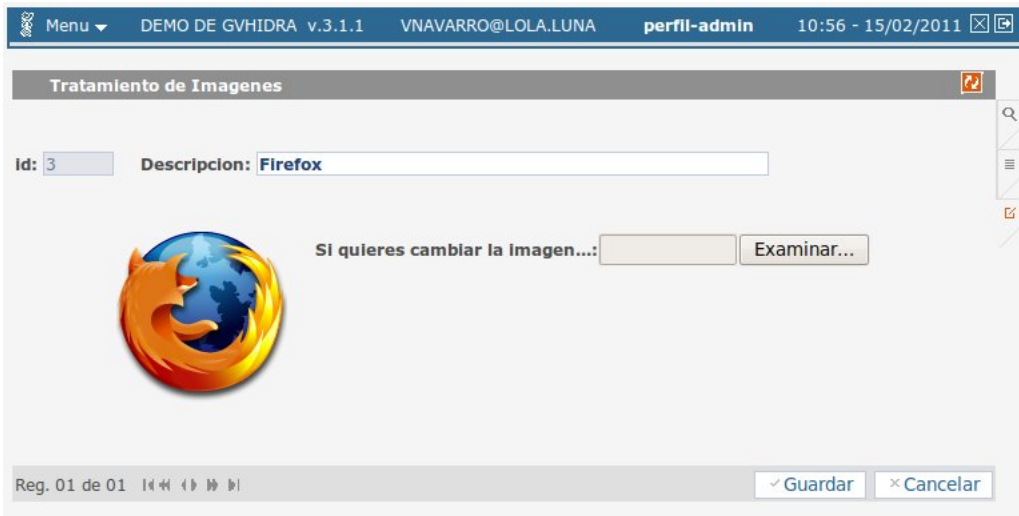 Menu DEMO DE GVHIDRA v.3.1.1 VNAVARRO@LOLA.LUNA perfil-admin 10:56 - 15/02/2011
Tratamiento de Imagenes
id: 3 Descripcion: Firefox
Si quieres cambiar la imagen...: Examinar...
Reg. 01 de 01 Guardar Cancelar